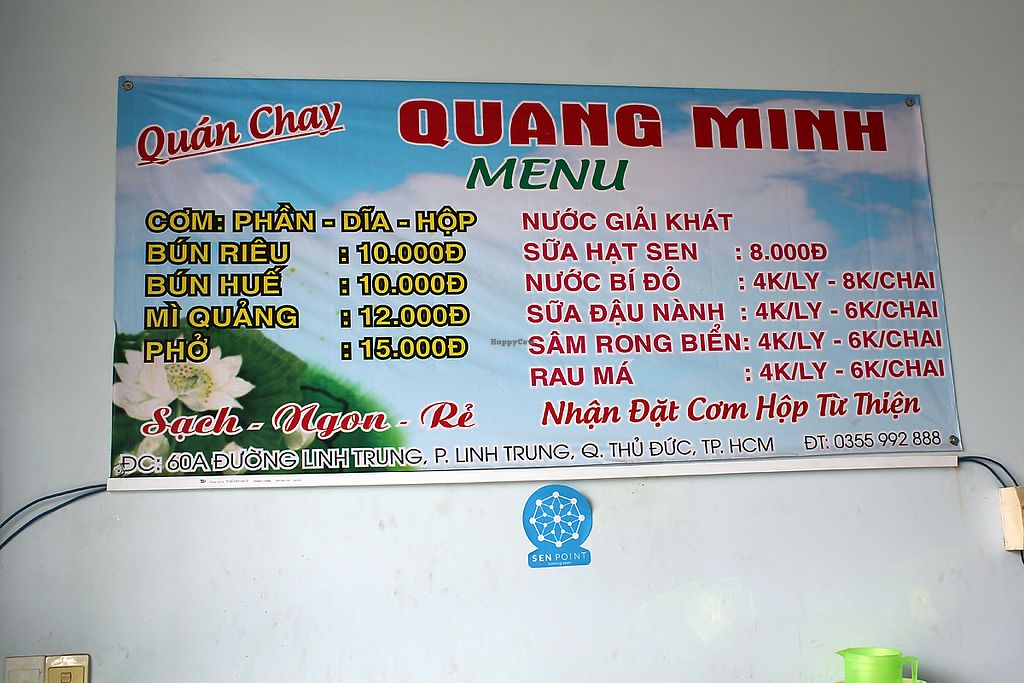 Quán Chay QUANG MINH
MENU
CƠM: PHẦN - DĨA - HỘP
BÚN RIÊU : 10.000Đ
BÚN HUẾ : 10.000Đ
MÌ QUẢNG : 12.000Đ
PHỞ : 15.000Đ
NƯỚC GIẢI KHÁT
SỮA HẠT SEN : 8.000Đ
NƯỚC BÍ ĐỎ : 4K/LY - 8K/CHAI
SỮA ĐẬU NÀNH : 4K/LY - 6K/CHAI
SÂM RONG BIỂN: 4K/LY - 6K/CHAI
RAU MÁ : 4K/LY - 6K/CHAI
Sạch - Ngon - Rẻ
Nhận Đặt Cơm Hộp Từ Thiện
ĐC: 60A ĐƯỜNG LINH TRUNG, P. LINH TRUNG, Q. THỦ ĐỨC, TP. HCM ĐT: 0355 992 888
SEN POINT
coming soon